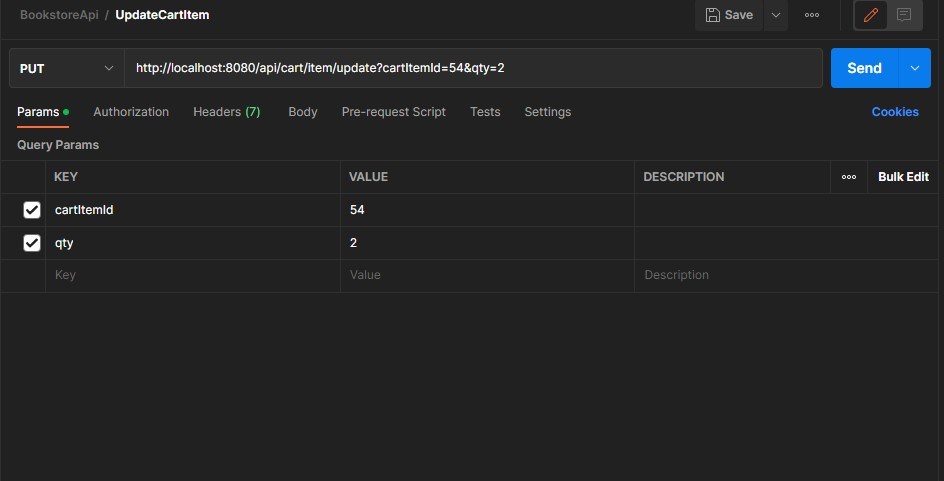 BookstoreApi / UpdateCartItem
Save
PUT http://localhost:8080/api/cart/item/update?cartItemId=54&qty=2 Send
Params Authorization Headers (7) Body Pre-request Script Tests Settings Cookies
Query Params
KEY VALUE DESCRIPTION Bulk Edit
cartItemId 54
qty 2
Key Value Description